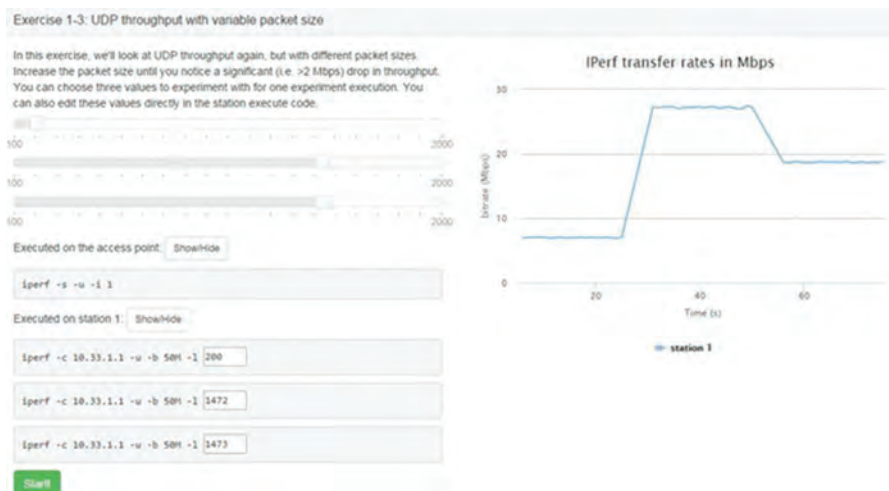 Exercise 1-3: UDP throughput with variable packet size
In this exercise, we'll look at UDP throughput again, but with different packet sizes.
Increase the packet size until you notice a significant (i.e. >2 Mbps) drop in throughput.
You can choose three values to experiment with for one experiment execution. You
can also edit these values directly in the station execute code.
100 2000
100 2000
100 2000
Executed on the access point: Show/Hide
iperf -s -u -i 1
Executed on station 1: Show/Hide
iperf -c 10.33.1.1 -u -b 50M -l 200
iperf -c 10.33.1.1 -u -b 50M -l 1472
iperf -c 10.33.1.1 -u -b 50M -l 1473
Start!
IPerf transfer rates in Mbps
bitrate (Mbps)
30
20
10
0
20 40 60
Time (s)
station 1